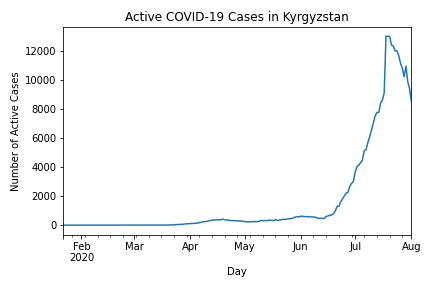 Active COVID-19 Cases in Kyrgyzstan
Number of Active Cases
12000
10000
8000
6000
4000
2000
0
Feb Mar Apr May Jun Jul Aug
2020
Day